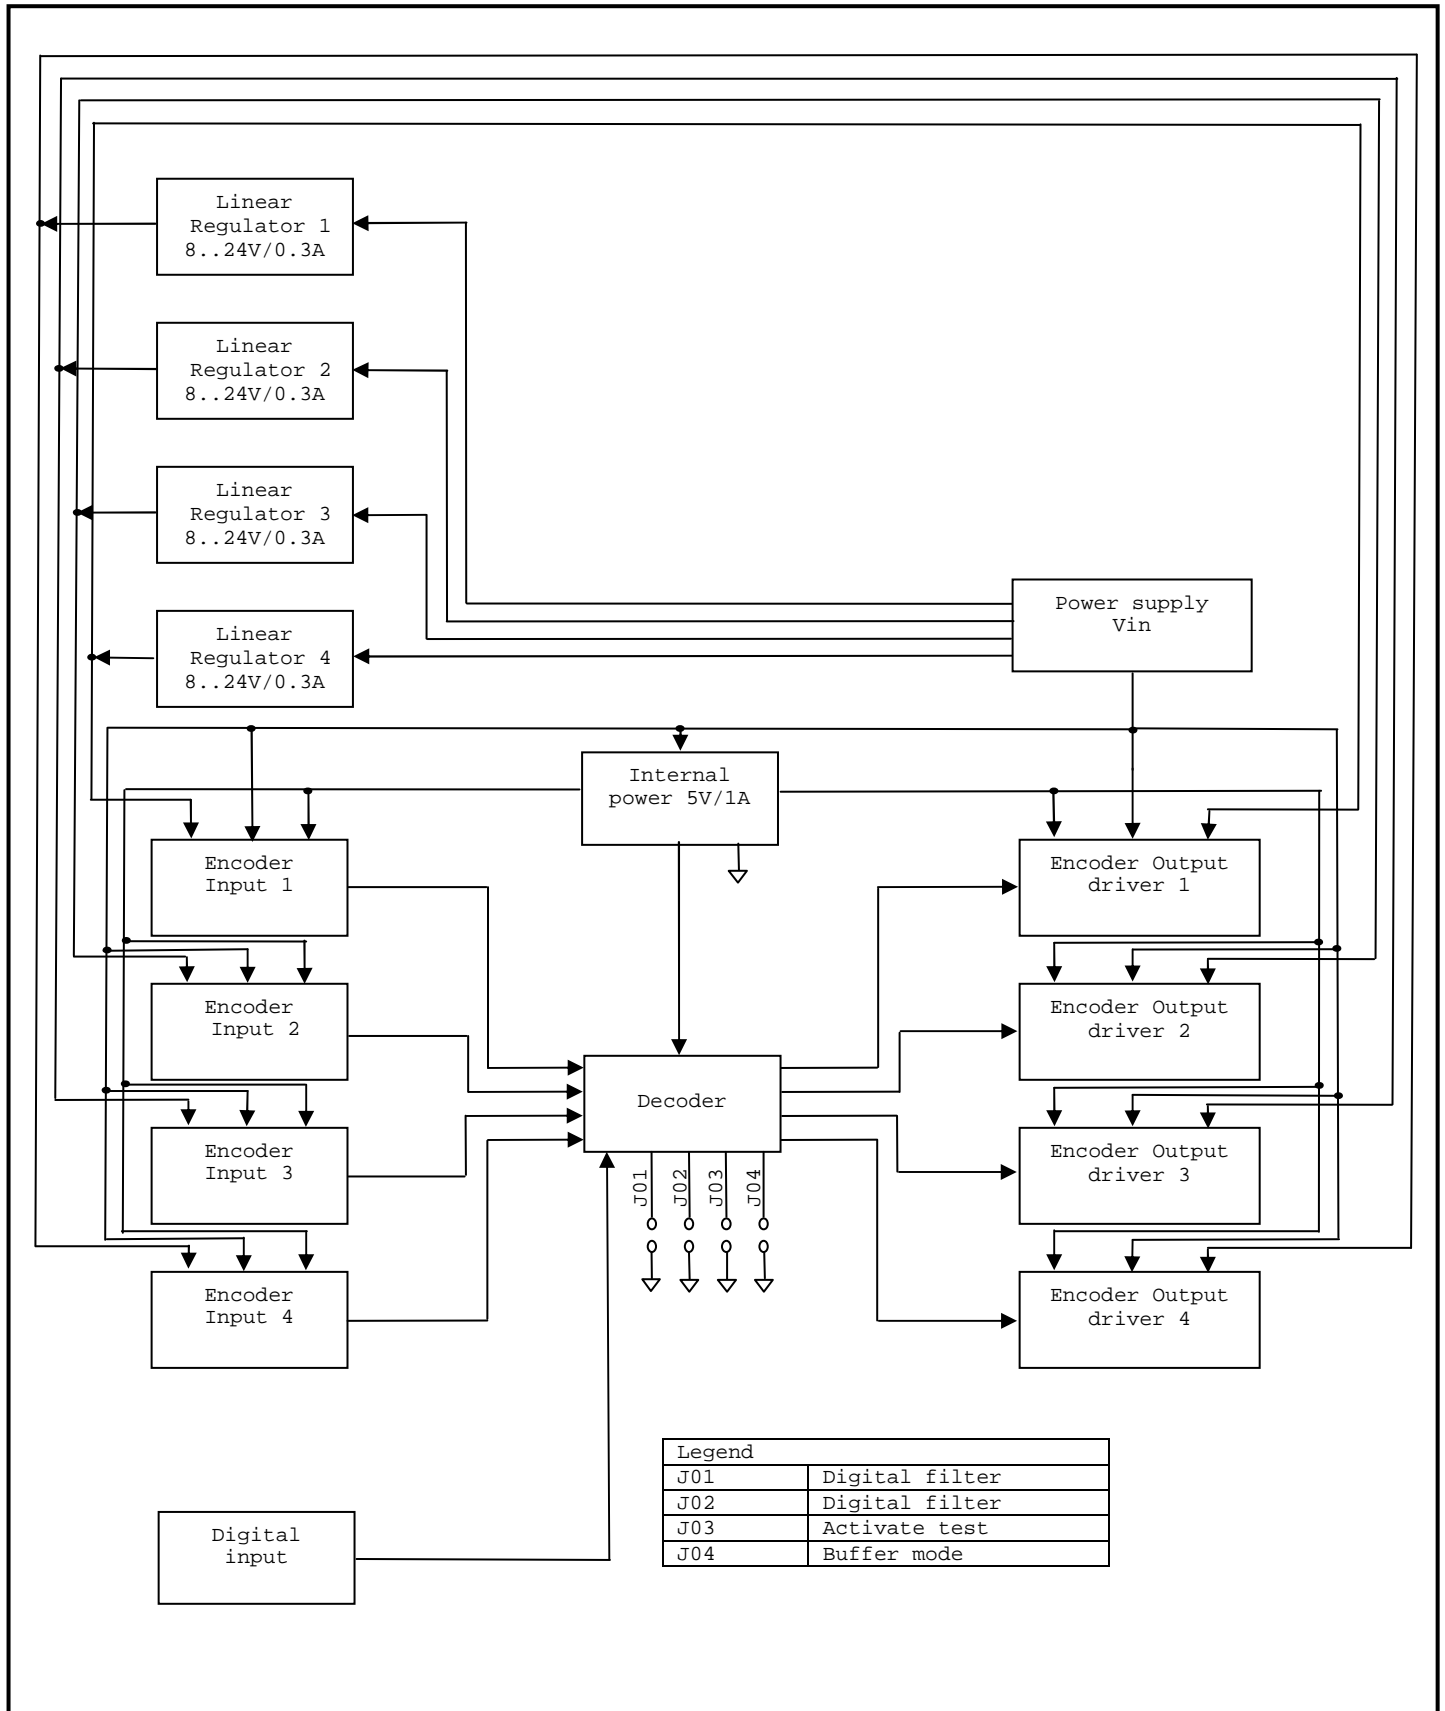 Linear
Regulator 1
8..24V/0.3A
Linear
Regulator 2
8..24V/0.3A
Linear
Regulator 3
8..24V/0.3A
Linear
Regulator 4
8..24V/0.3A
Power supply
Vin
Internal
power 5V/1A
Encoder
Input 1
Encoder
Input 2
Encoder
Input 3
Encoder
Input 4
Decoder
J01
J02
J03
J04
Encoder Output
driver 1
Encoder Output
driver 2
Encoder Output
driver 3
Encoder Output
driver 4
Digital
input
Legend
J01 Digital filter
J02 Digital filter
J03 Activate test
J04 Buffer mode